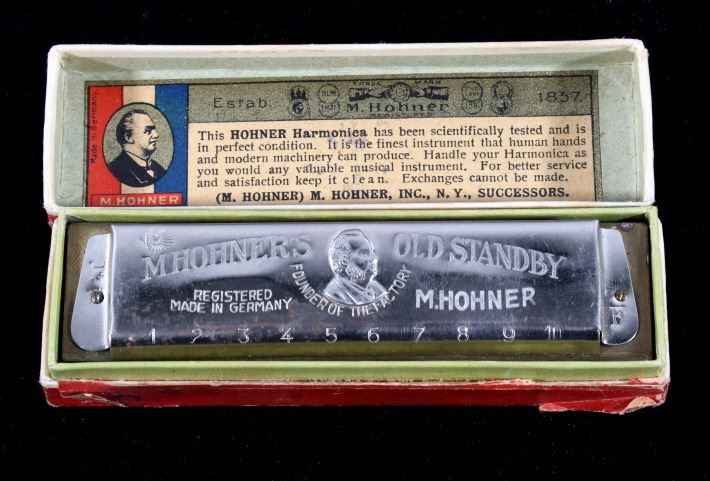 Made in Germany.
M. HOHNER
Estab.
TRADE MARK
M. Hohner
1857.
This HOHNER Harmonica has been scientifically tested and is
in perfect condition. It is the finest instrument that human hands
and modern machinery can produce. Handle your Harmonica as
you would any valuable musical instrument. For better service
and satisfaction keep it clean. Exchanges cannot be made.
(M. HOHNER) M. HOHNER, INC., N. Y., SUCCESSORS.
M. HOHNER'S OLD STANDBY
FOUNDER OF THE FACTORY
REGISTERED
MADE IN GERMANY
M.HOHNER
1 2 3 4 5 6 7 8 9 10